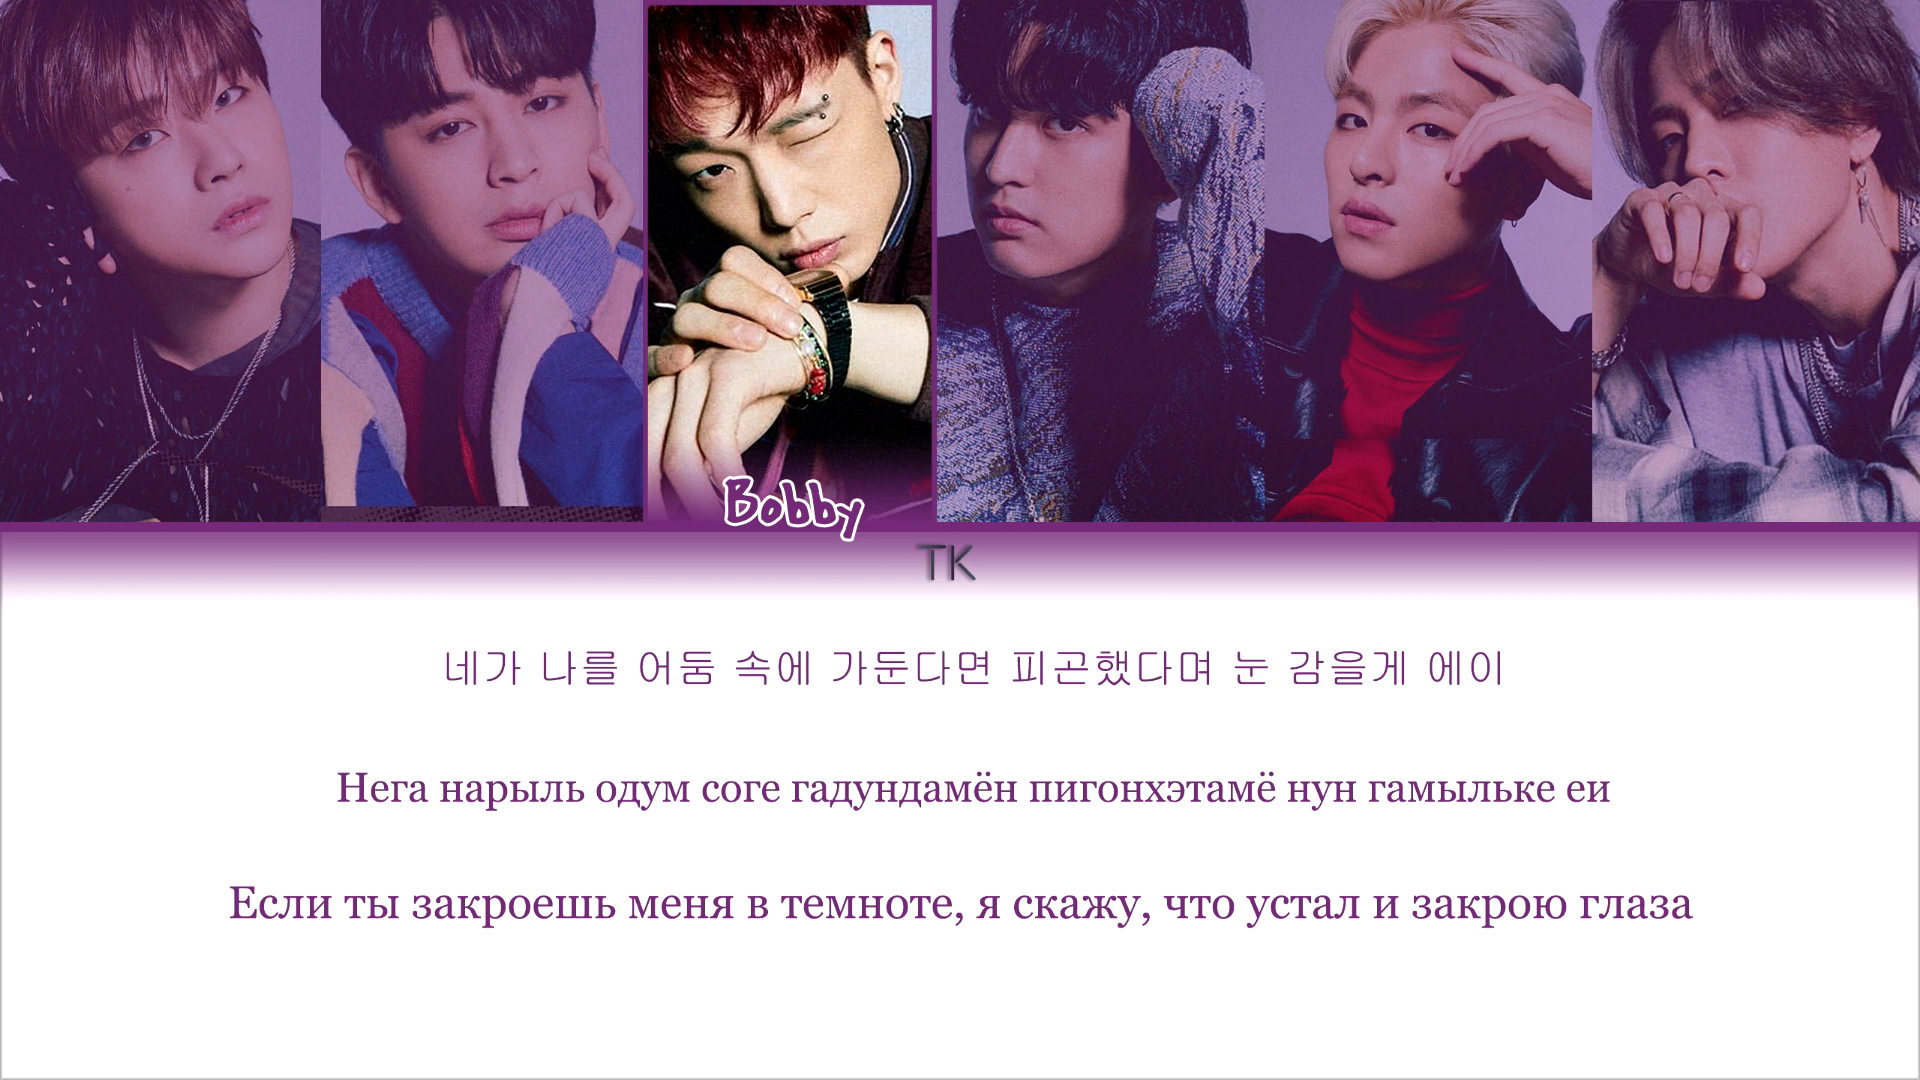 Bobby
TK
네가 나를 어둠 속에 가둔다면 피곤했다며 눈 감을게 에이
Нега нарыль одум соге гадундамён пигонхэтамё нун гамыльке еи
Если ты закроешь меня в темноте, я скажу, что устал и закрою глаза